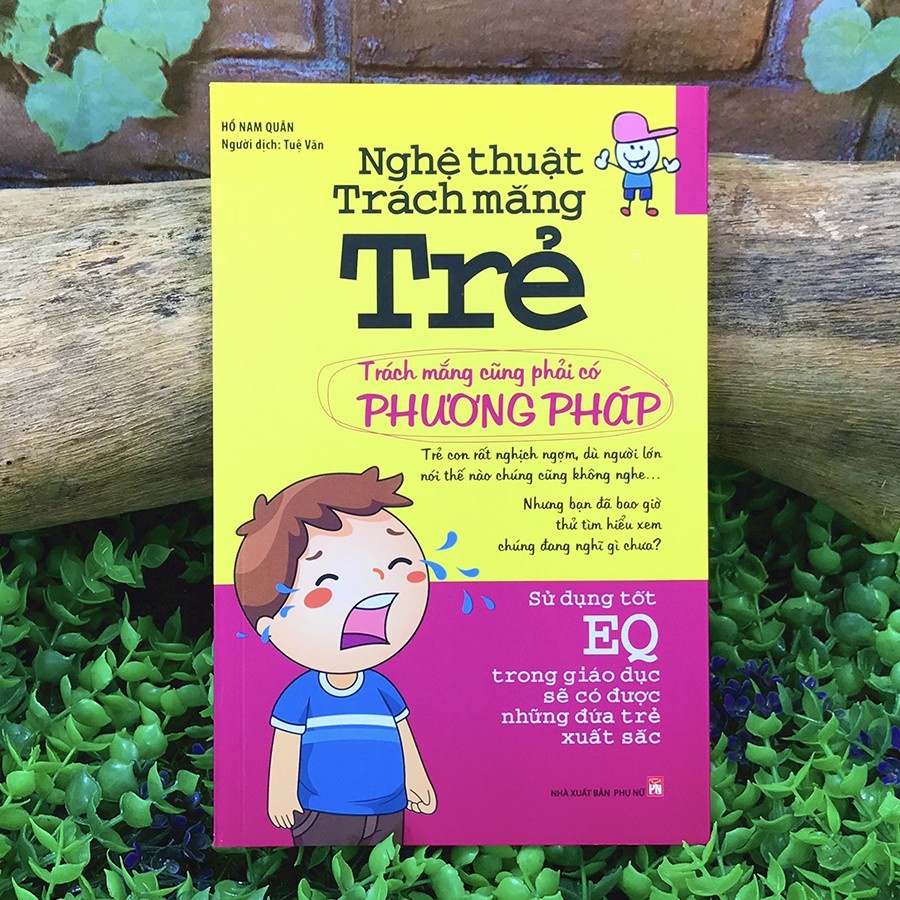 HỒ NAM QUÂN
Người dịch: Tuệ Văn
Nghệ thuật
Trách mắng
Trẻ
Trách mắng cũng phải có
PHƯƠNG PHÁP
Trẻ con rất nghịch ngợm, dù người lớn
nói thế nào chúng cũng không nghe...
Nhưng bạn đã bao giờ
thử tìm hiểu xem
chúng đang nghĩ gì chưa?
Sử dụng tốt
EQ
trong giáo dục
sẽ có được
những đứa trẻ
xuất sắc
NHÀ XUẤT BẢN PHỤ NỮ
PN